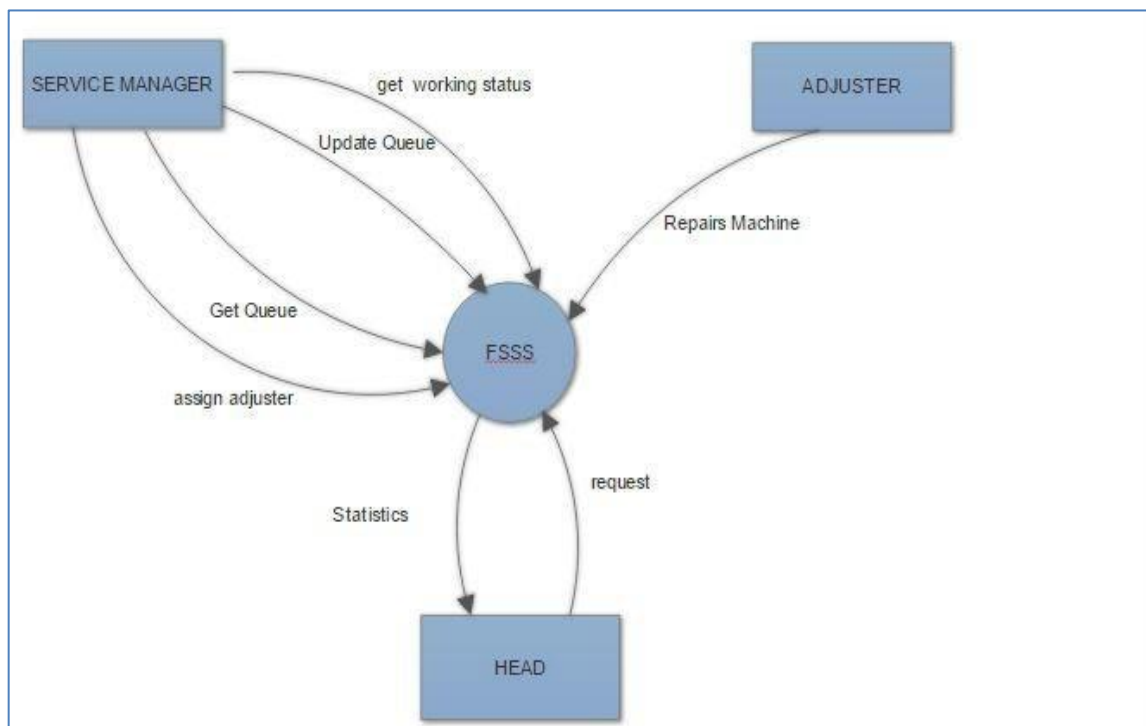 SERVICE MANAGER
ADJUSTER
get working status
Update Queue
Repairs Machine
Get Queue
FSSS
assign adjuster
request
Statistics
HEAD